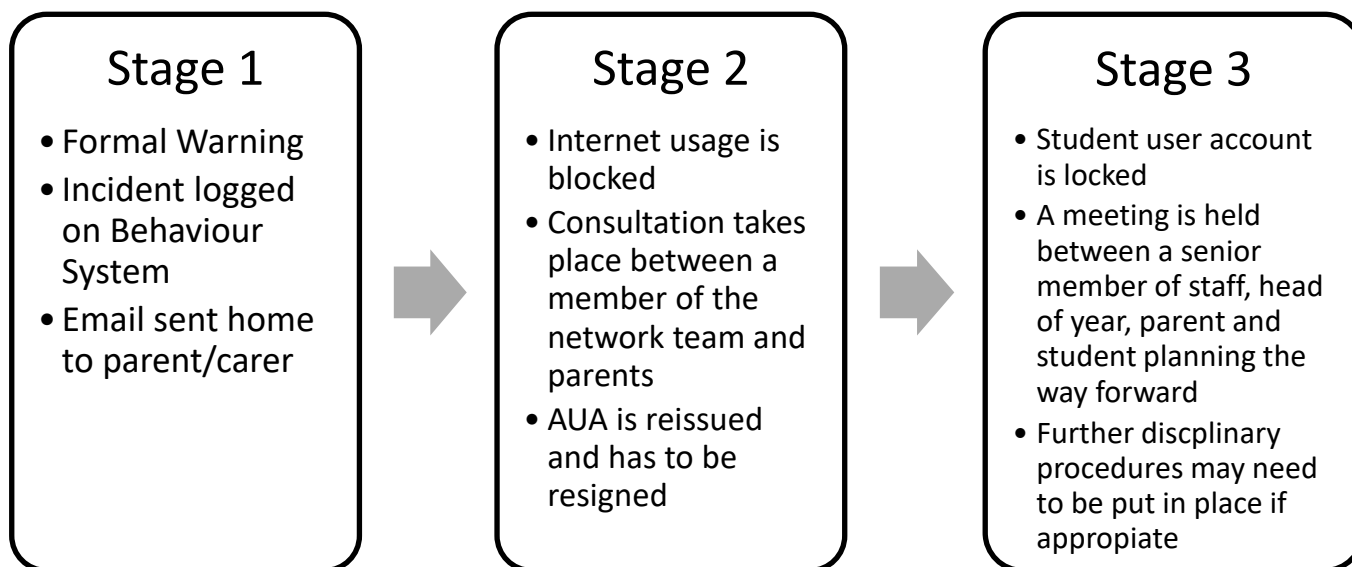 Stage 1
• Formal Warning
• Incident logged
on Behaviour
System
• Email sent home
to parent/carer
Stage 2
• Internet usage is
blocked
• Consultation takes
place between a
member of the
network team and
parents
• AUA is reissued
and has to be
resigned
Stage 3
• Student user account
is locked
• A meeting is held
between a senior
member of staff, head
of year, parent and
student planning the
way forward
• Further discplinary
procedures may need
to be put in place if
appropiate